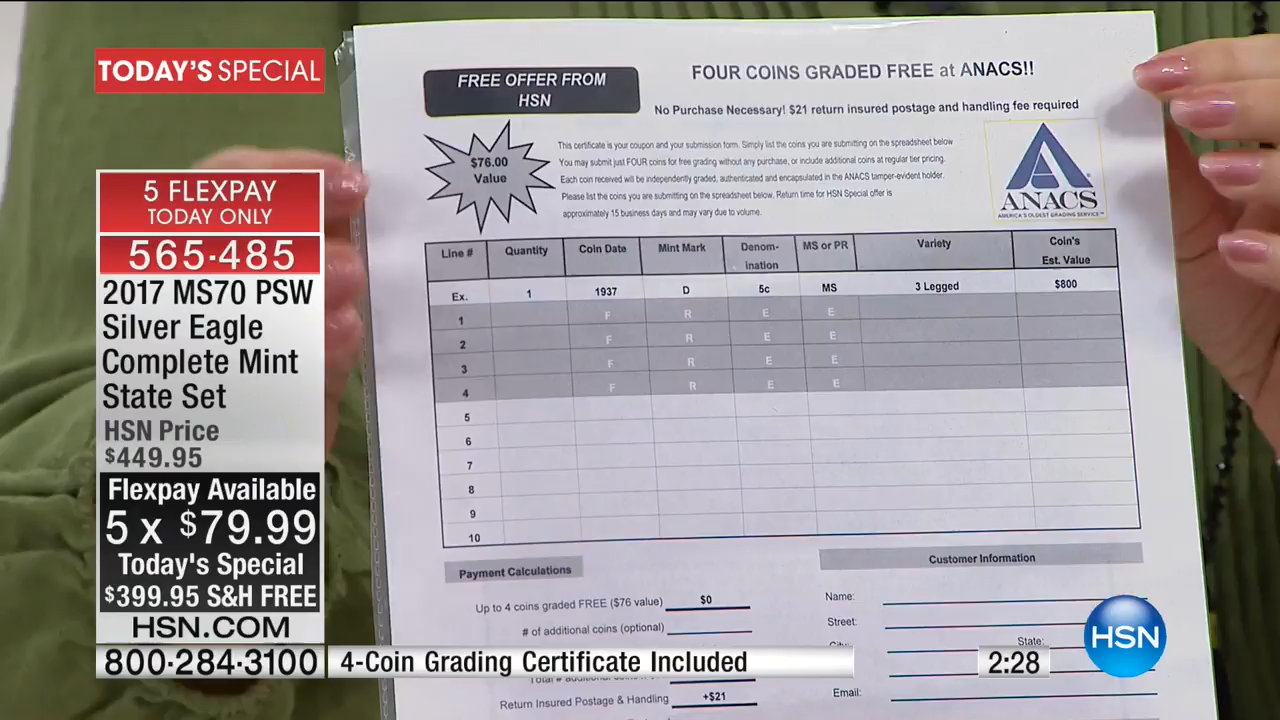 TODAY'S SPECIAL
5 FLEXPAY
TODAY ONLY
565-485
2017 MS70 PSW
Silver Eagle
Complete Mint
State Set
HSN Price
$449.95
Flexpay Available
5 x $79.99
Today's Special
$399.95 S&H FREE
HSN.COM
800-284-3100
4-Coin Grading Certificate Included
2:28
HSN
FREE OFFER FROM
HSN
FOUR COINS GRADED FREE at ANACS!!
No Purchase Necessary! $21 return insured postage and handling fee required
$76.00
Value
This certificate is your coupon and your submission form. Simply list the coins you are submitting on the spreadsheet below
You may submit just FOUR coins for free grading without any purchase, or include additional coins at regular tier pricing.
Each coin received will be independently graded, authenticated and encapsulated in the ANACS tamper-evident holder.
Please list the coins you are submitting on the spreadsheet below. Return time for HSN Special offer is
approximately 15 business days and may vary due to volume.
ANACS
AMERICA'S OLDEST GRADING SERVICE™
Line # Quantity Coin Date Mint Mark Denom-ination MS or PR Variety Coin's Est. Value
Ex. 1 1937 D 5c MS 3 Legged $800
1 F R E E
2 F R E E
3 F R E E
4 F R E E
5
6
7
8
9
10
Payment Calculations
Up to 4 coins graded FREE ($76 value) $0
# of additional coins (optional)
Return Insured Postage & Handling +$21
Customer Information
Name:
Street:
State:
Email: